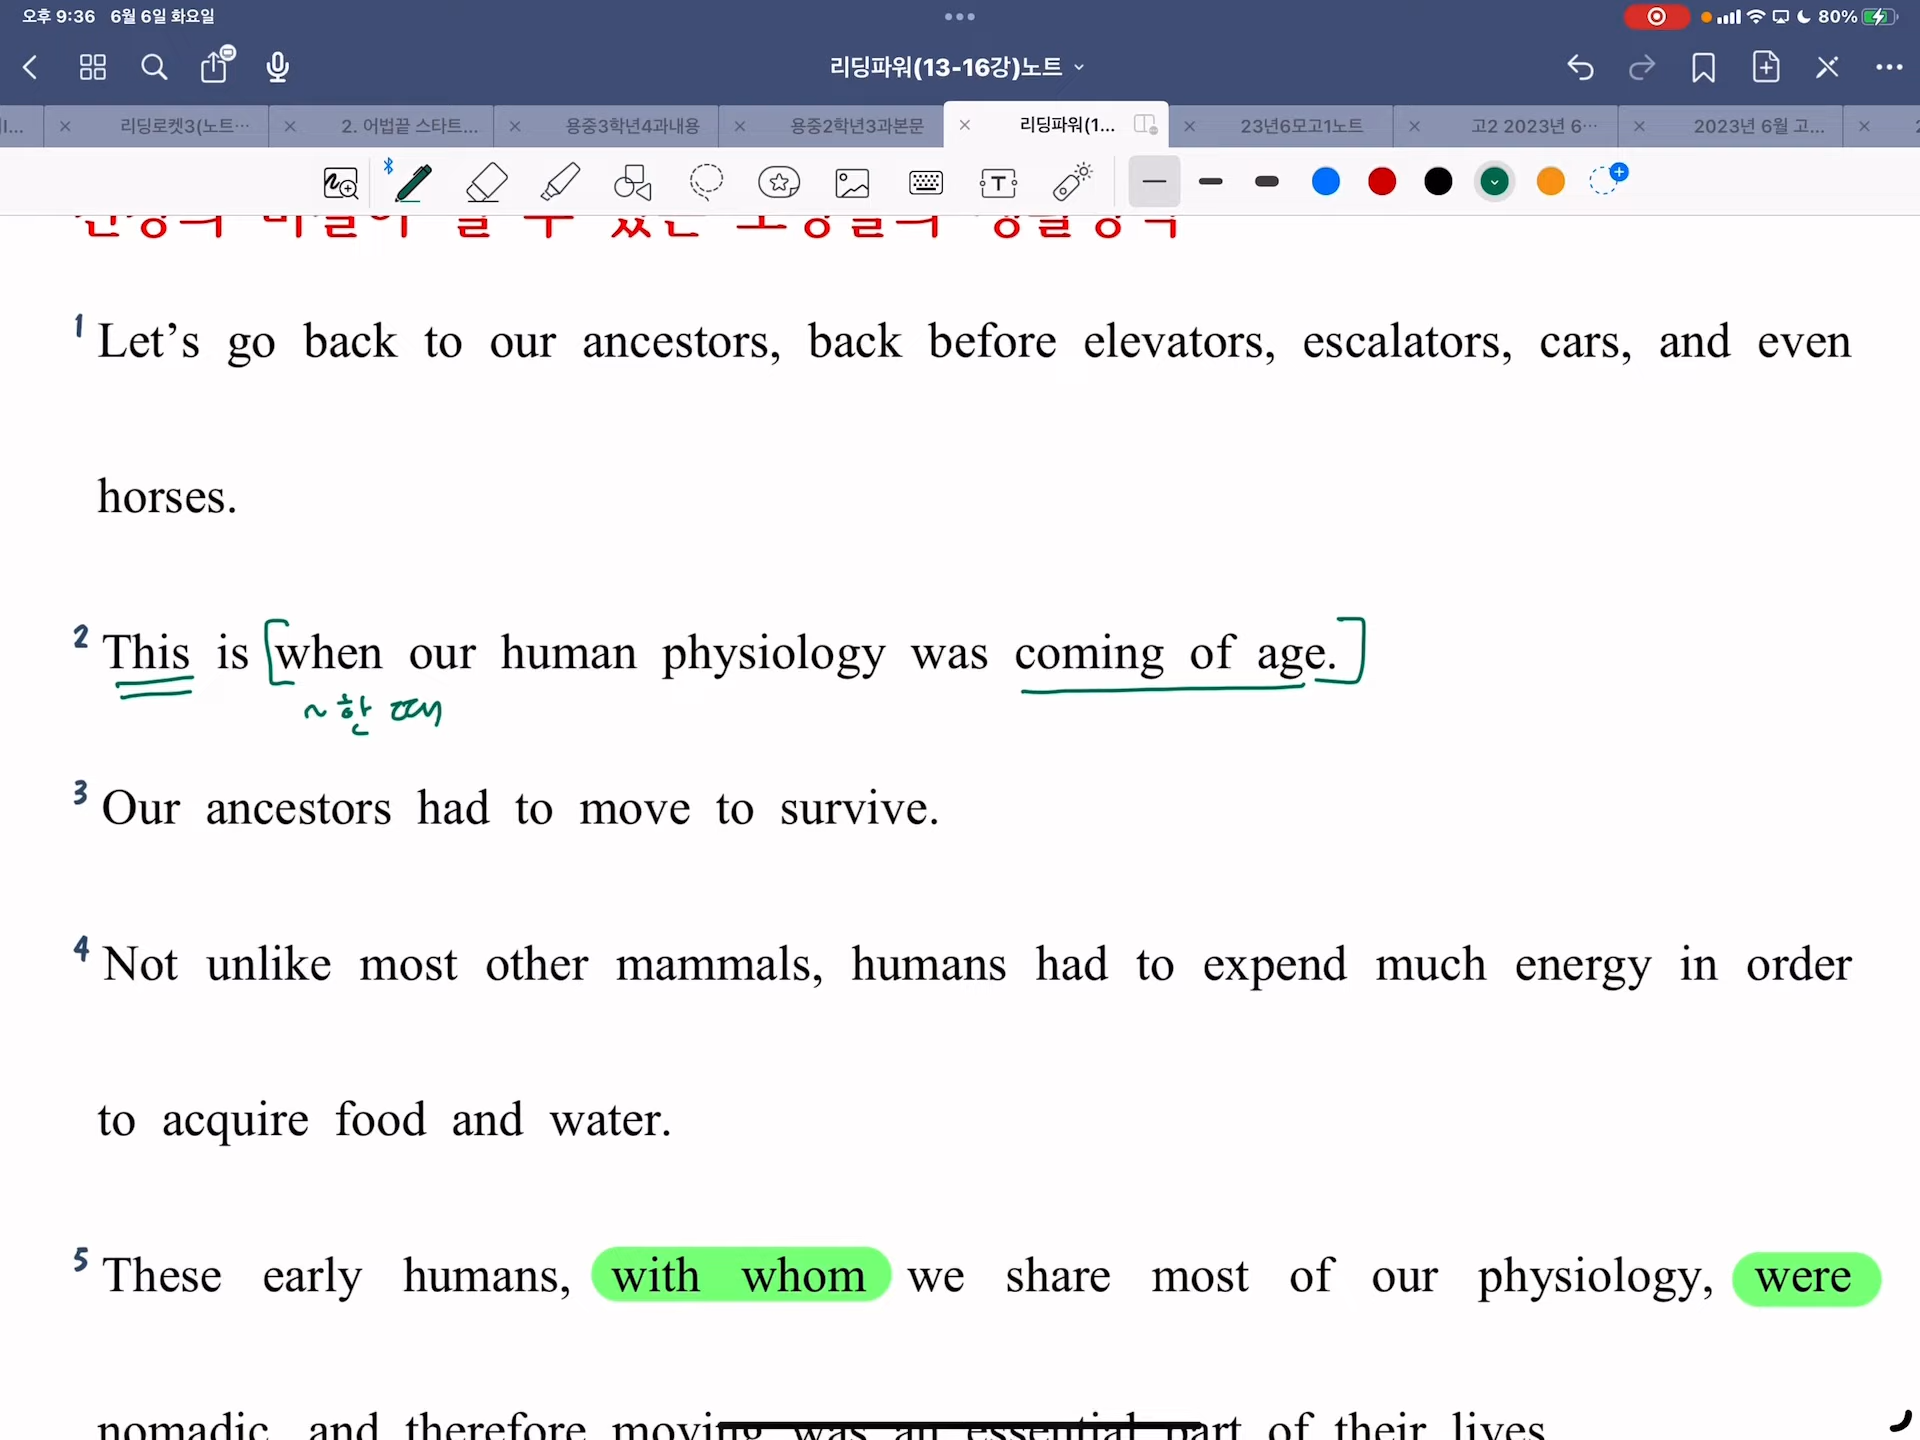 오후 9:36 6월 6일 화요일
80%
리딩파워(13-16강)노트
리딩로켓3(노트…
2. 어법끝 스타트...
용중3학년4과내용
용중2학년3과본문
리딩파워(1...
23년6모고1노트
고2 2023년 6…
2023년 6월 고...
1 Let’s go back to our ancestors, back before elevators, escalators, cars, and even
horses.
2 This is [when our human physiology was coming of age.]
~한 때
3 Our ancestors had to move to survive.
4 Not unlike most other mammals, humans had to expend much energy in order
to acquire food and water.
5 These early humans, with whom we share most of our physiology, were
nomadic, and therefore moving was an essential part of their lives.